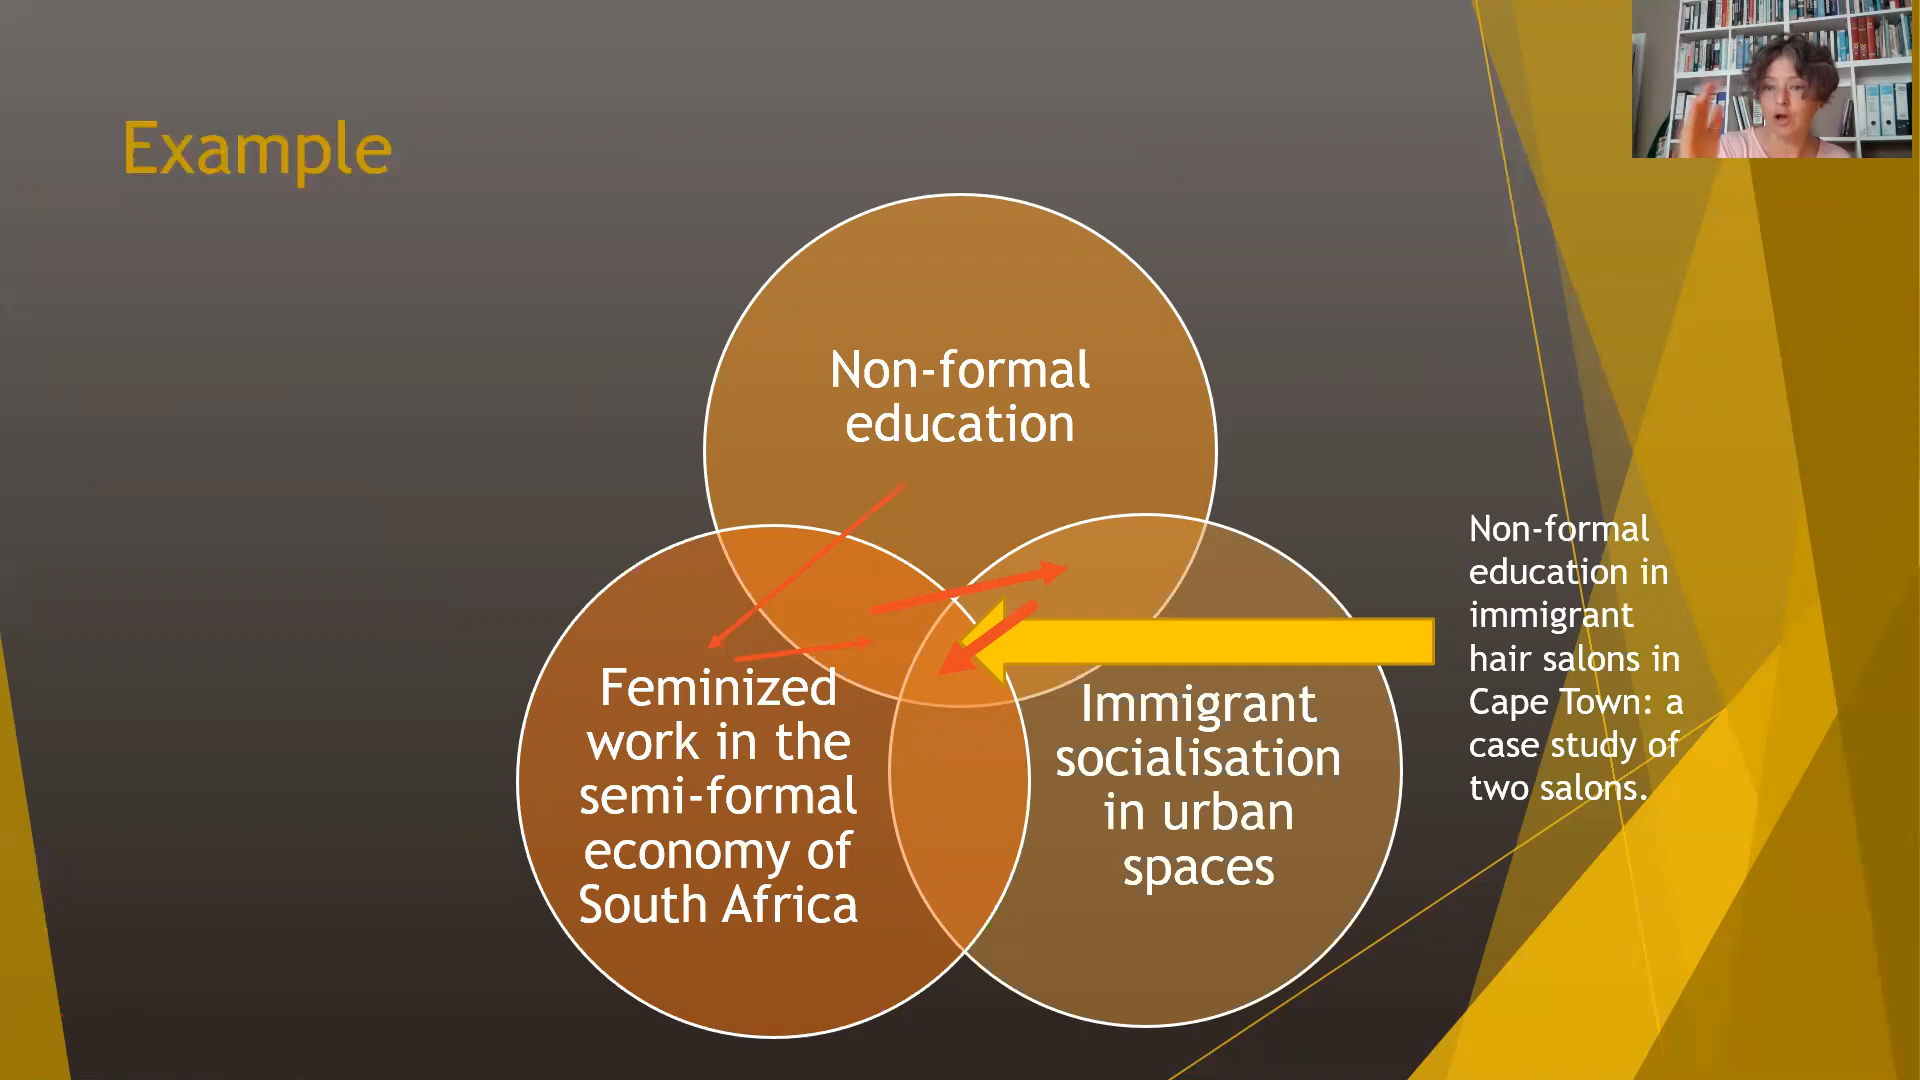 Example
Non-formal
education
Feminized
work in the
semi-formal
economy of
South Africa
Immigrant
socialisation
in urban
spaces
Non-formal
education in
immigrant
hair salons in
Cape Town: a
case study of
two salons.